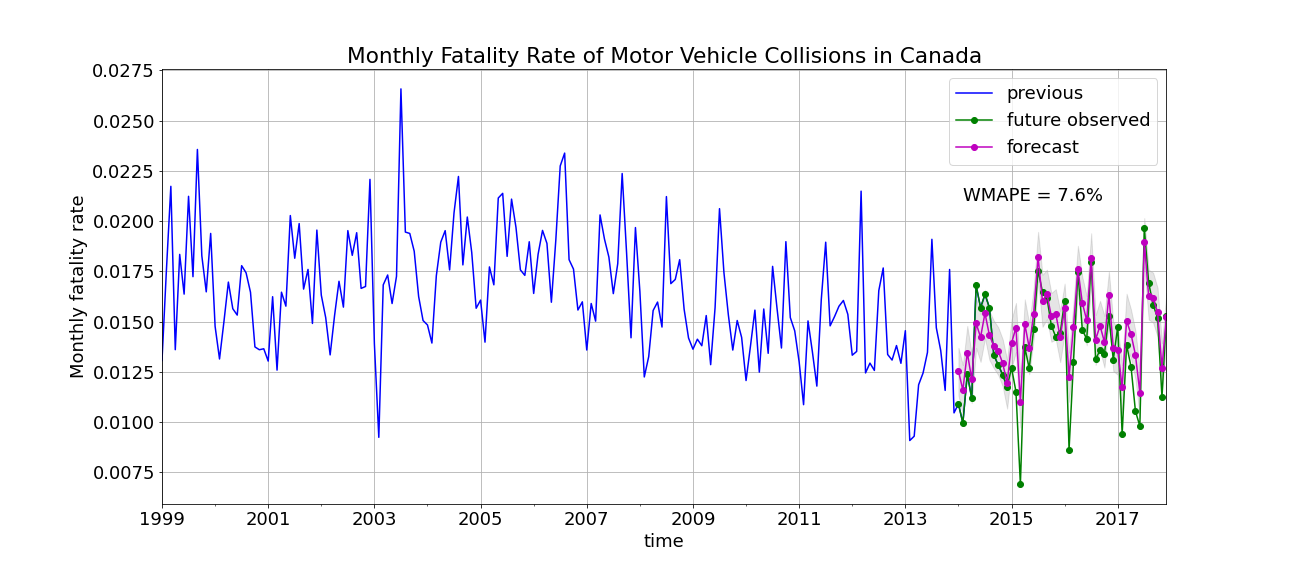 Monthly Fatality Rate of Motor Vehicle Collisions in Canada
0.0275
0.0250
0.0225
0.0200
0.0175
0.0150
0.0125
0.0100
0.0075
Monthly fatality rate
previous
future observed
forecast
WMAPE = 7.6%
1999 2001 2003 2005 2007 2009 2011 2013 2015 2017
time